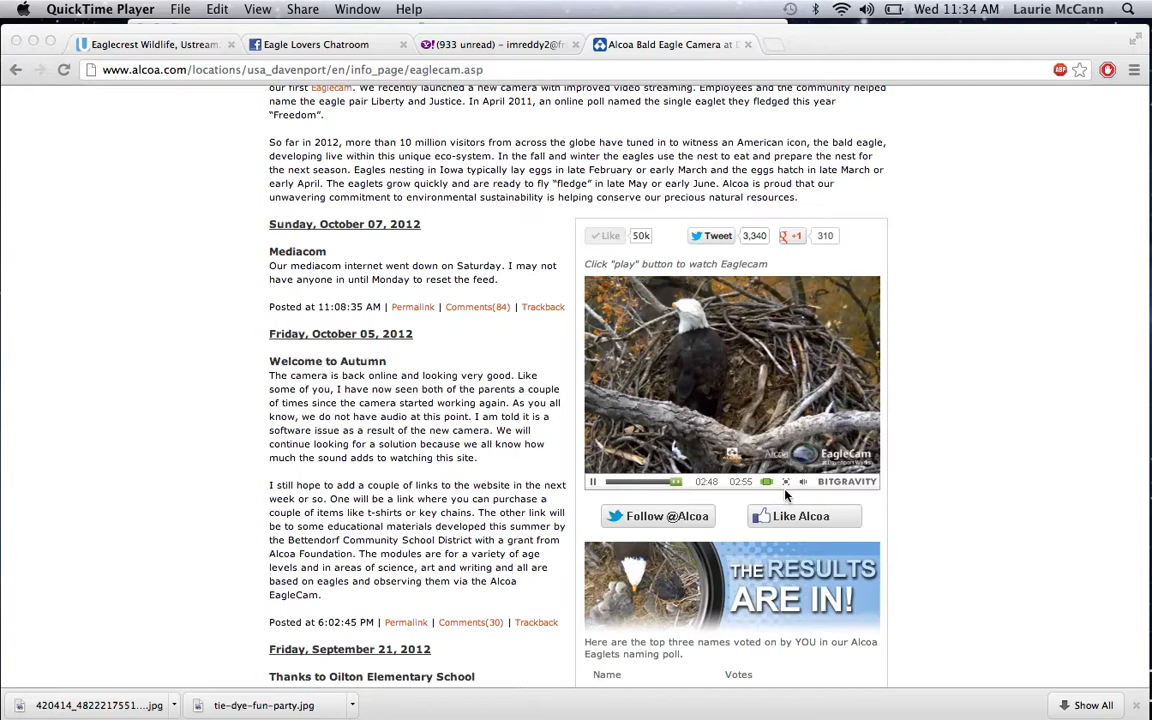 QuickTime Player File Edit View Share Window Help Wed 11:34 AM Laurie McCann
Eaglecrest Wildlife, Ustream. Eagle Lovers Chatroom (933 unread) – imreddy2@fr Alcoa Bald Eagle Camera at D
www.alcoa.com/locations/usa_davenport/en/info_page/eaglecam.asp
our first Eaglecam. We recently launched a new camera with improved video streaming. Employees and the community helped
name the eagle pair Liberty and Justice. In April 2011, an online poll named the single eaglet they fledged this year
"Freedom".
So far in 2012, more than 10 million visitors from across the globe have tuned in to witness an American icon, the bald eagle,
developing live within this unique eco-system. In the fall and winter the eagles use the nest to eat and prepare the nest for
the next season. Eagles nesting in Iowa typically lay eggs in late February or early March and the eggs hatch in late March or
early April. The eaglets grow quickly and are ready to fly "fledge" in late May or early June. Alcoa is proud that our
unwavering commitment to environmental sustainability is helping conserve our precious natural resources.
Sunday, October 07, 2012
Mediacom
Our mediacom internet went down on Saturday. I may not
have anyone in until Monday to reset the feed.
Posted at 11:08:35 AM | Permalink | Comments(84) | Trackback
Friday, October 05, 2012
Welcome to Autumn
The camera is back online and looking very good. Like
some of you, I have now seen both of the parents a couple
of times since the camera started working again. As you all
know, we do not have audio at this point. I am told it is a
software issue as a result of the new camera. We will
continue looking for a solution because we all know how
much the sound adds to watching this site.
I still hope to add a couple of links to the website in the next
week or so. One will be a link where you can purchase a
couple of items like t-shirts or key chains. The other link will
be to some educational materials developed this summer by
the Bettendorf Community School District with a grant from
Alcoa Foundation. The modules are for a variety of age
levels and in areas of science, art and writing and all are
based on eagles and observing them via the Alcoa
EagleCam.
Posted at 6:02:45 PM | Permalink | Comments(30) | Trackback
Friday, September 21, 2012
Thanks to Oilton Elementary School
Like 50k Tweet 3,340 +1 310
Click "play" button to watch Eaglecam
Alcoa EagleCam
at Davenport Works
02:48 02:55 BITGRAVITY
Follow @Alcoa Like Alcoa
THE RESULTS
ARE IN!
Here are the top three names voted on by YOU in our Alcoa
Eaglets naming poll.
Name Votes
420414_4822217551....jpg tie-dye-fun-party.jpg Show All